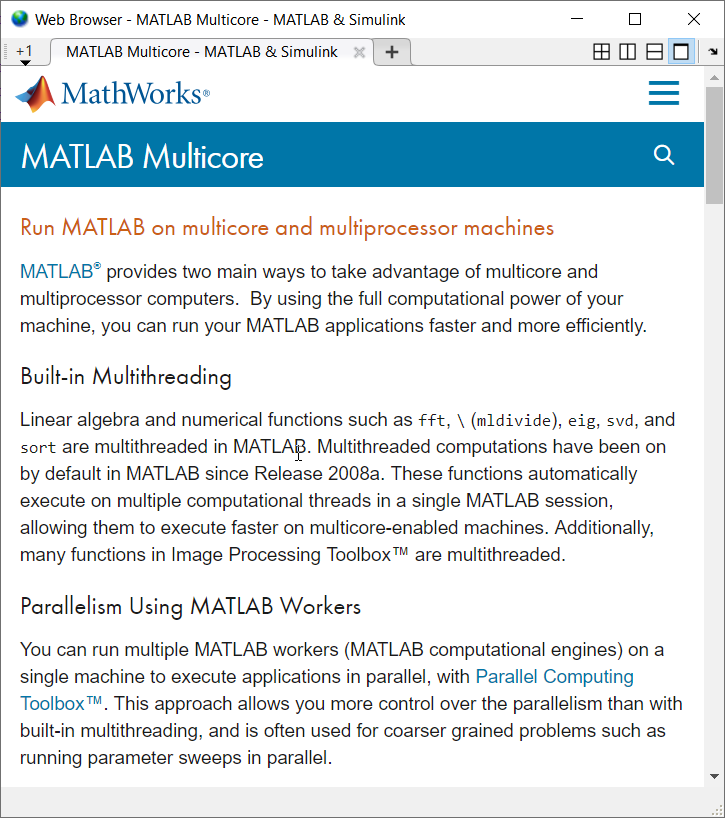 Web Browser - MATLAB Multicore - MATLAB & Simulink
+1
MATLAB Multicore - MATLAB & Simulink
MathWorks®
MATLAB Multicore
Run MATLAB on multicore and multiprocessor machines
MATLAB® provides two main ways to take advantage of multicore and
multiprocessor computers.  By using the full computational power of your
machine, you can run your MATLAB applications faster and more efficiently.
Built-in Multithreading
Linear algebra and numerical functions such as fft, \ (mldivide), eig, svd, and
sort are multithreaded in MATLAB. Multithreaded computations have been on
by default in MATLAB since Release 2008a. These functions automatically
execute on multiple computational threads in a single MATLAB session,
allowing them to execute faster on multicore-enabled machines. Additionally,
many functions in Image Processing Toolbox™ are multithreaded.
Parallelism Using MATLAB Workers
You can run multiple MATLAB workers (MATLAB computational engines) on a
single machine to execute applications in parallel, with Parallel Computing
Toolbox™. This approach allows you more control over the parallelism than with
built-in multithreading, and is often used for coarser grained problems such as
running parameter sweeps in parallel.